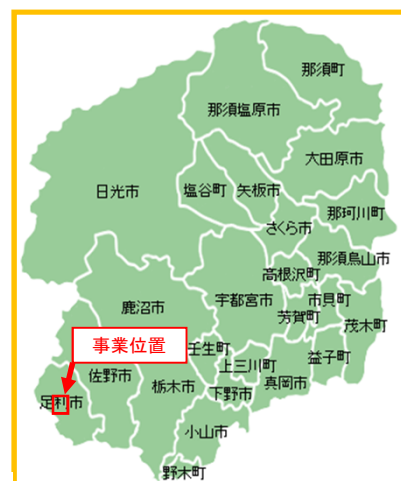 那須町
那須塩原市
大田原市
日光市
塩谷町
矢板市
那珂川町
さくら市
那須烏山市
高根沢町
鹿沼市
宇都宮市
市貝町
芳賀町
茂木町
事業位置
壬生町
上三川町
益子町
佐野市
栃木市
下野市
真岡市
足利市
小山市
野木町